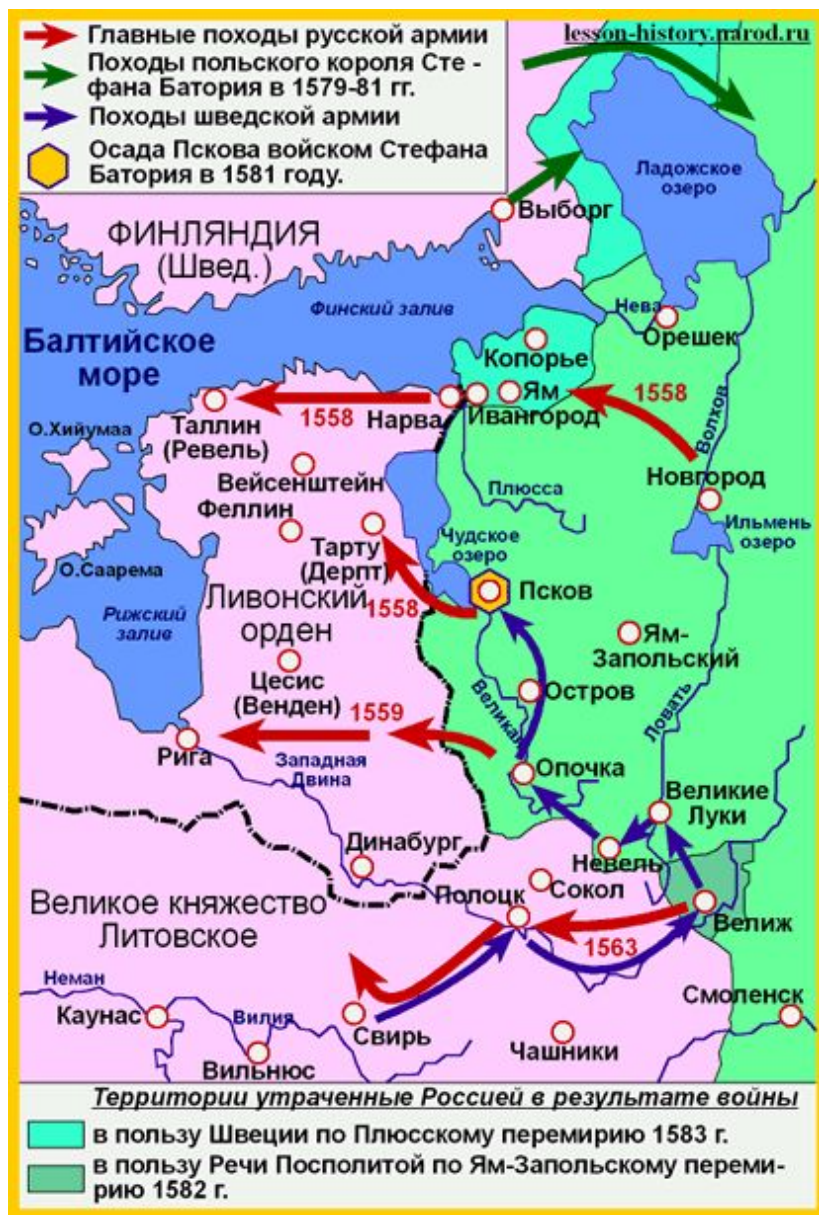 Главные походы русской армии
lesson-history.narod.ru
Походы польского короля Сте -
фана Батория в 1579-81 гг.
Походы шведской армии
Осада Пскова войском Стефана
Батория в 1581 году.
Ладожское
озеро
Выборг
ФИНЛЯНДИЯ
(Швед.)
Финский залив
Нева
Орешек
Балтийское
море
Копорье
Ям
1558
Нарва
Ивангород
1558
Таллин
(Ревель)
Волхов
О.Хийумаа
Вейсенштейн
Новгород
Плюсса
Феллин
Ильмень
озеро
Чудское
озеро
Тарту
(Дерпт)
О.Саарема
Псков
Рижский
залив
Ливонский
орден
1558
Ям-
Запольский
Цесис
(Венден)
Остров
Великая
1559
Ловать
Рига
Западная
Двина
Опочка
Великие
Луки
Динабург
Невель
Сокол
Полоцк
Великое княжество
Литовское
Велиж
1563
Неман
Смоленск
Каунас
Вилия
Свирь
Чашники
Вильнюс
Территории утраченные Россией в результате войны
в пользу Швеции по Плюсскому перемирию 1583 г.
в пользу Речи Посполитой по Ям-Запольскому переми-
рию 1582 г.